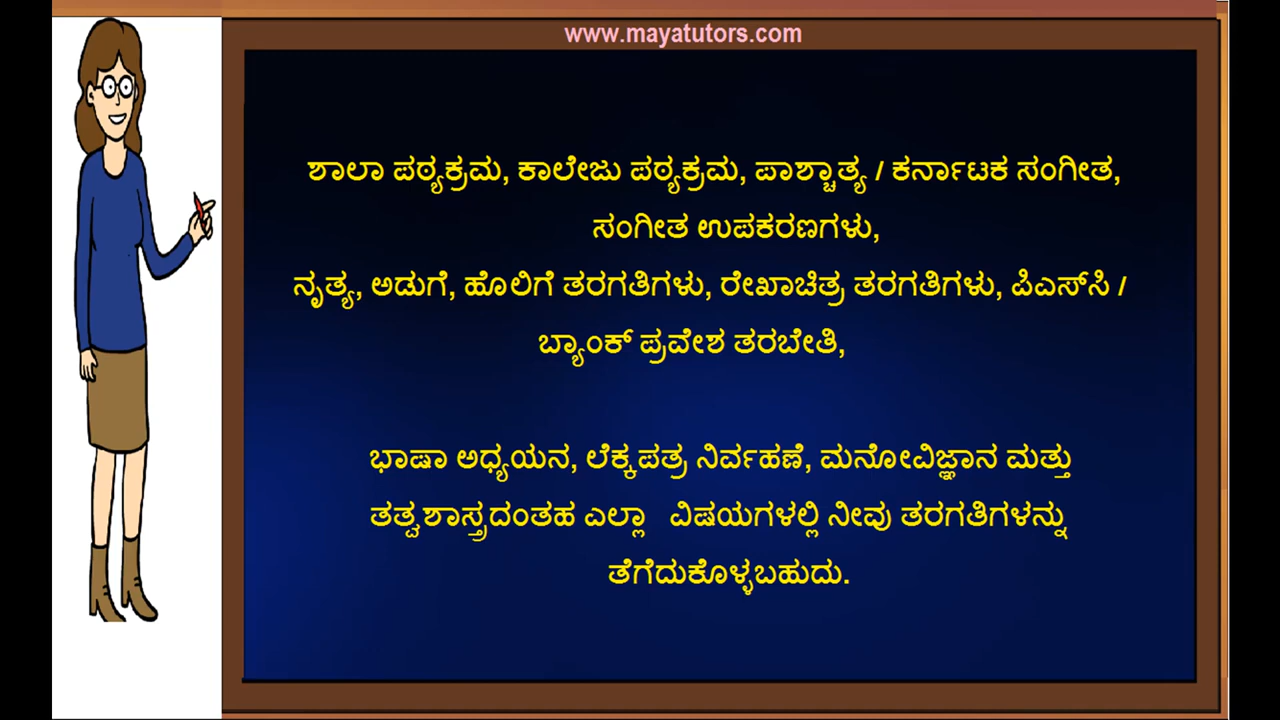 www.mayatutors.com
ಶಾಲಾ ಪಠ್ಯಕ್ರಮ, ಕಾಲೇಜು ಪಠ್ಯಕ್ರಮ, ಪಾಶ್ಚಾತ್ಯ / ಕರ್ನಾಟಕ ಸಂಗೀತ,
ಸಂಗೀತ ಉಪಕರಣಗಳು,
ನೃತ್ಯ, ಅಡುಗೆ, ಹೊಲಿಗೆ ತರಗತಿಗಳು, ರೇಖಾಚಿತ್ರ ತರಗತಿಗಳು, ಪಿಎಸ್‌ಸಿ /
ಬ್ಯಾಂಕ್ ಪ್ರವೇಶ ತರಬೇತಿ,
ಭಾಷಾ ಅಧ್ಯಯನ, ಲೆಕ್ಕಪತ್ರ ನಿರ್ವಹಣೆ, ಮನೋವಿಜ್ಞಾನ ಮತ್ತು
ತತ್ವಶಾಸ್ತ್ರದಂತಹ ಎಲ್ಲಾ ವಿಷಯಗಳಲ್ಲಿ ನೀವು ತರಗತಿಗಳನ್ನು
ತೆಗೆದುಕೊಳ್ಳಬಹುದು.